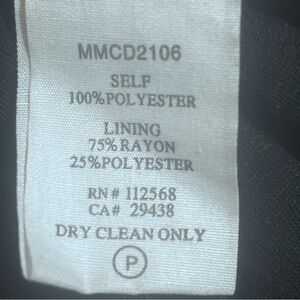 MMCD2106
SELF
100%POLYESTER
LINING
75%RAYON
25%POLYESTER
RN# 112568
CA# 29438
DRY CLEAN ONLY
P